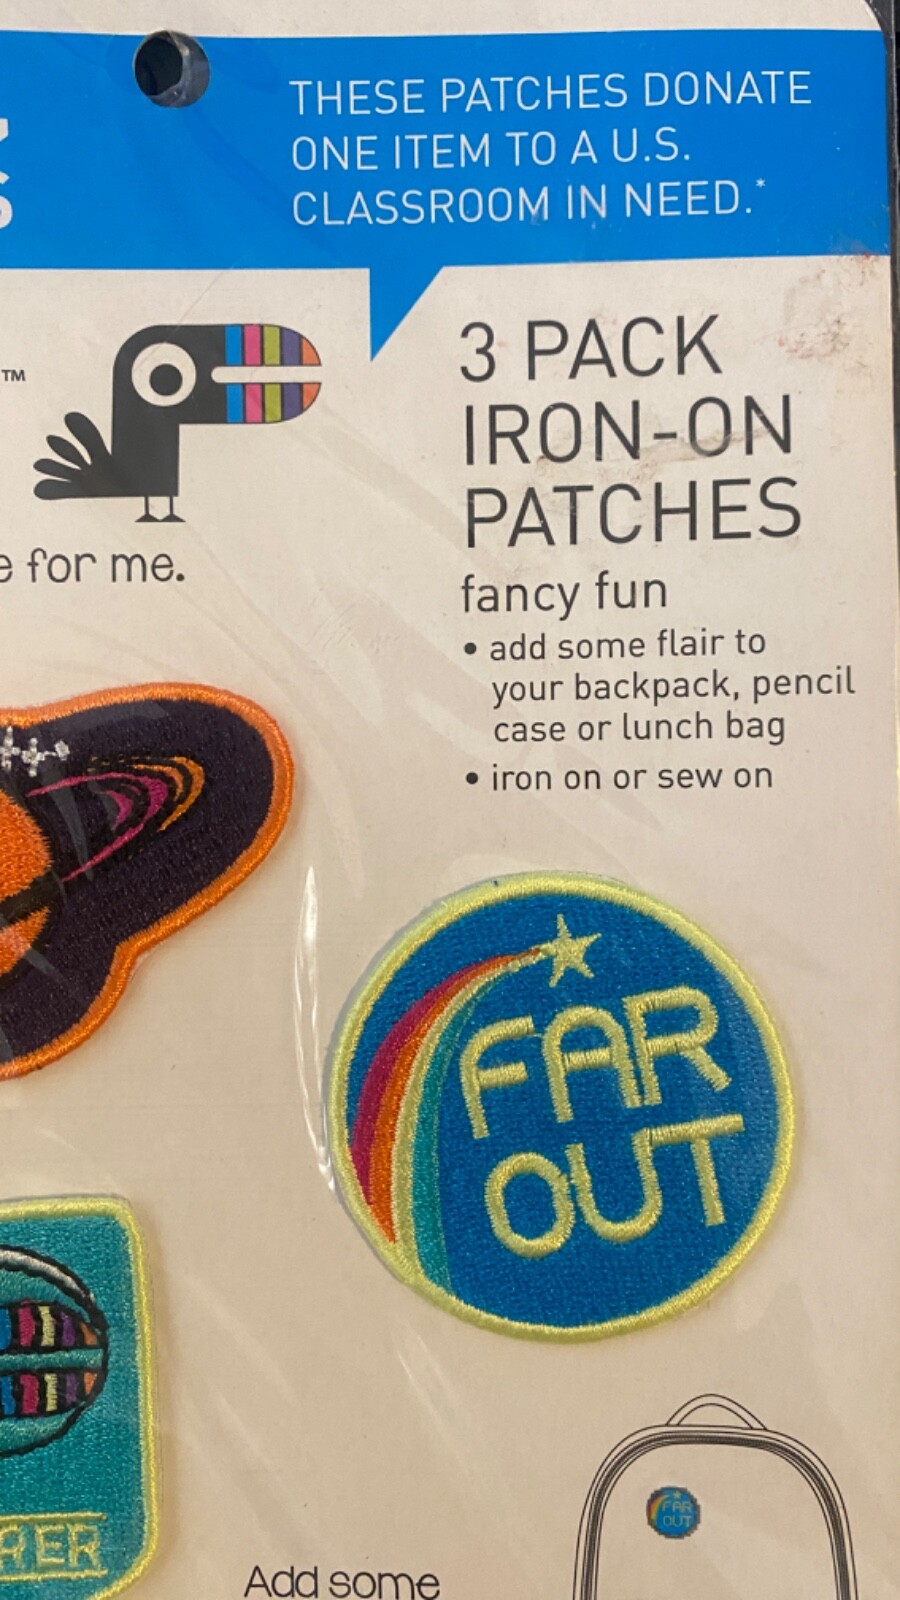 THESE PATCHES DONATE
ONE ITEM TO A U.S.
CLASSROOM IN NEED.*
™
3 PACK
IRON-ON
PATCHES
for me.
fancy fun
• add some flair to
your backpack, pencil
case or lunch bag
• iron on or sew on
FAR
OUT
FAR
OUT
Add some